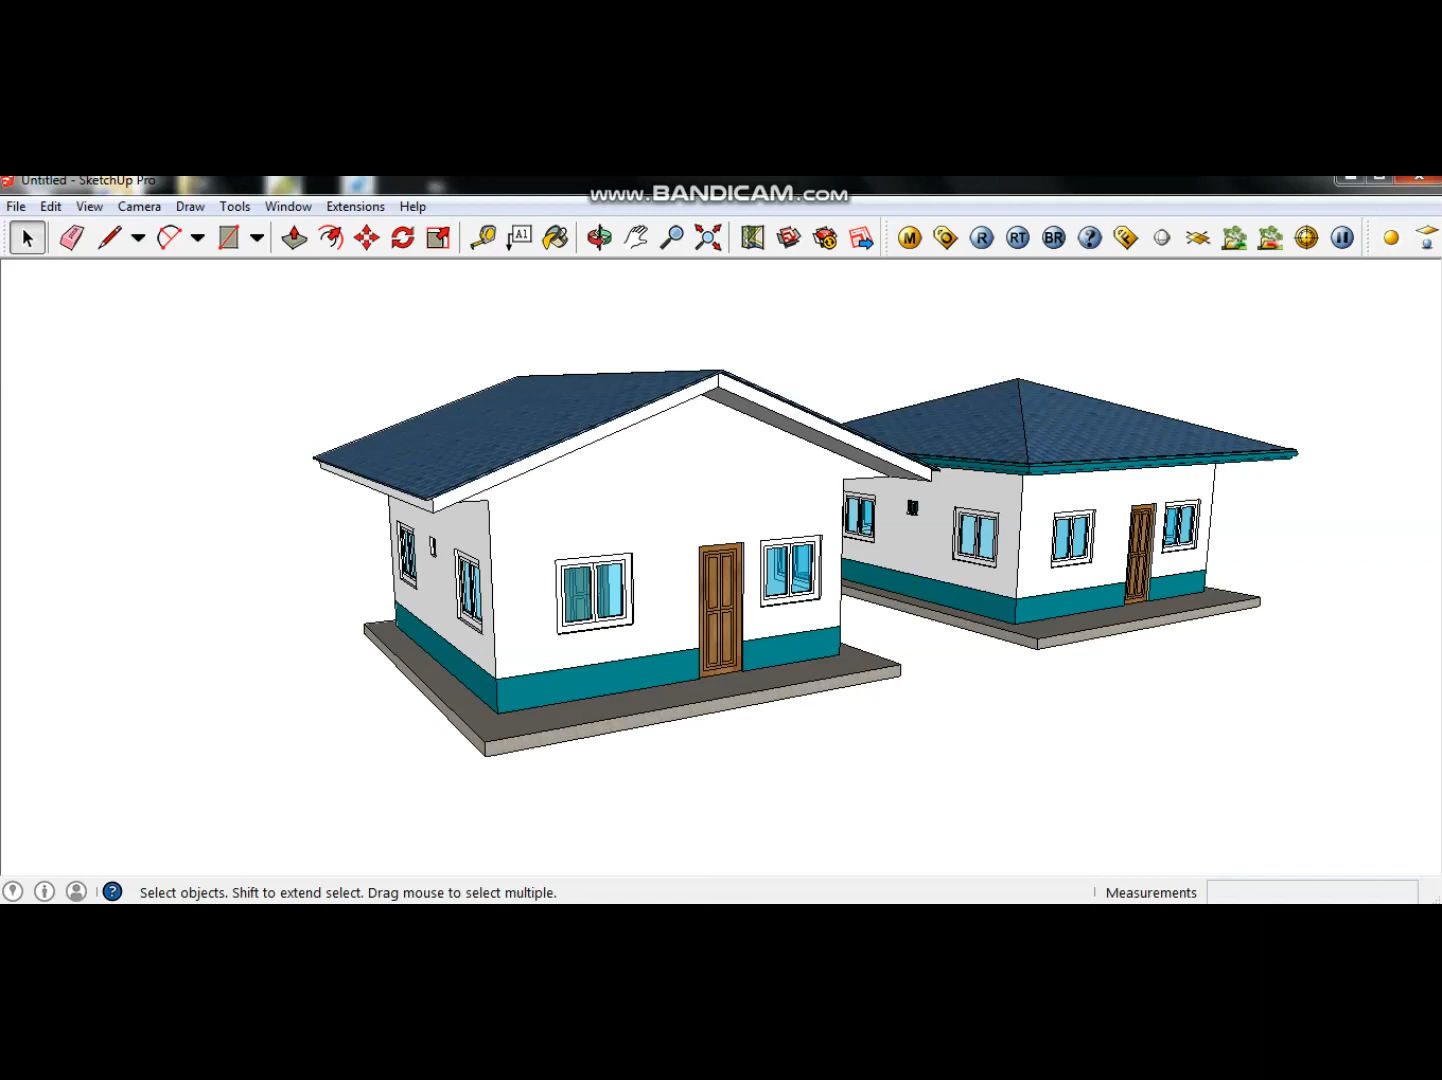 Untitled - SketchUp Pro
www.BANDICAM.com
File Edit View Camera Draw Tools Window Extensions Help
A1
M O R RT BR ? F
? Select objects. Shift to extend select. Drag mouse to select multiple.
Measurements